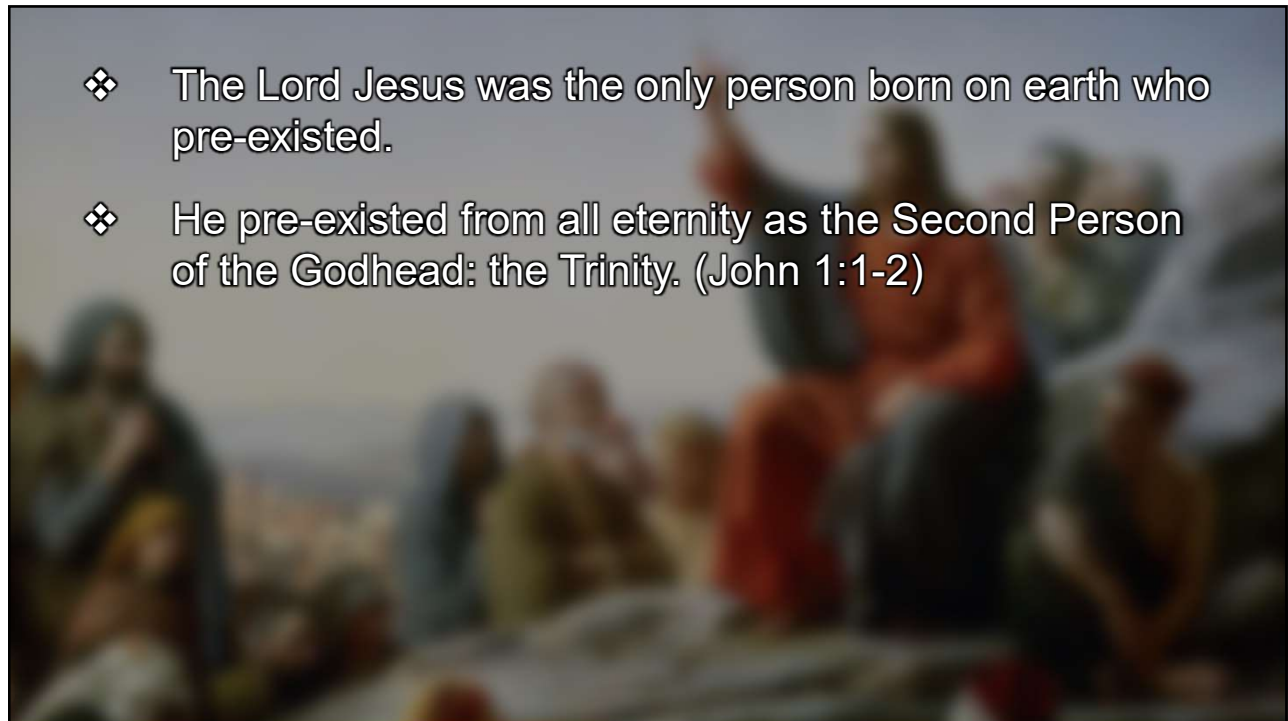 ❖ The Lord Jesus was the only person born on earth who
pre-existed.
❖ He pre-existed from all eternity as the Second Person
of the Godhead: the Trinity. (John 1:1-2)